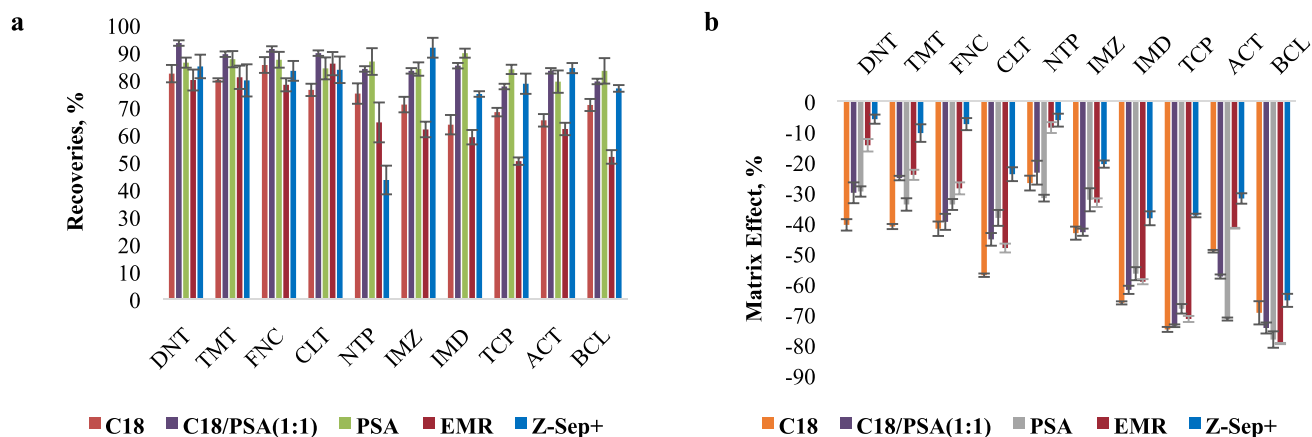 a
Recoveries, %
100
90
80
70
60
50
40
30
20
10
0
DNT TMT FNC CLT NTP IMZ IMD TCP ACT BCL
C18 C18/PSA(1:1) PSA EMR Z-Sep+
b
DNT TMT FNC CLT NTP IMZ IMD TCP ACT BCL
Matrix Effect, %
0
-10
-20
-30
-40
-50
-60
-70
-80
-90
C18 C18/PSA(1:1) PSA EMR Z-Sep+